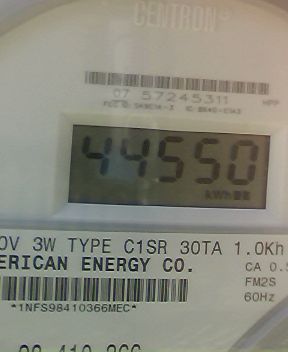 CENTRON®
07 57245311 HPP
44550
kWh
0V 3W TYPE C1SR 30TA 1.0Kh
ERICAN ENERGY CO.
CA 0.5
FM2S
60Hz
*1NFS98410366MEC*